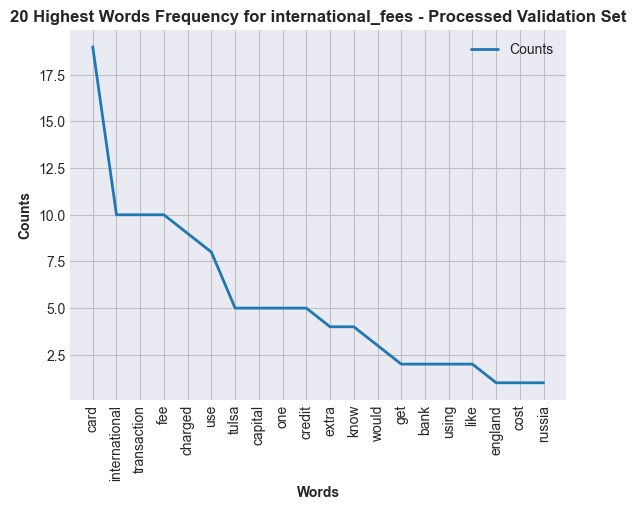 20 Highest Words Frequency for international_fees - Processed Validation Set
Counts
17.5
15.0
12.5
10.0
7.5
5.0
2.5
Counts
card
international
transaction
fee
charged
use
tulsa
capital
one
credit
extra
know
would
get
bank
using
like
england
cost
russia
Words